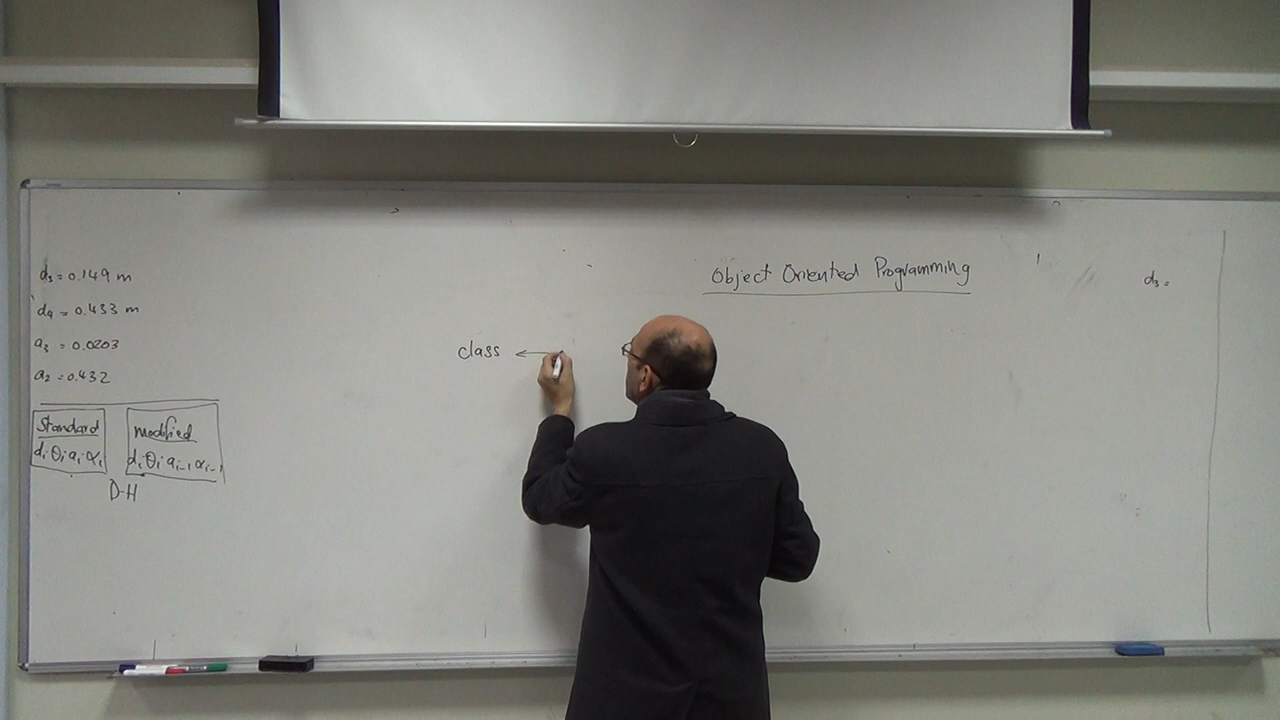 d₃ = 0.149 m
d₄ = 0.433 m
a₃ = 0.0203
a₂ = 0.432
Standard
dᵢ θᵢ aᵢ αᵢ
modified
dᵢ θᵢ aᵢ₋₁ αᵢ₋₁
D-H
class ←
Object Oriented Programming
d₃ =